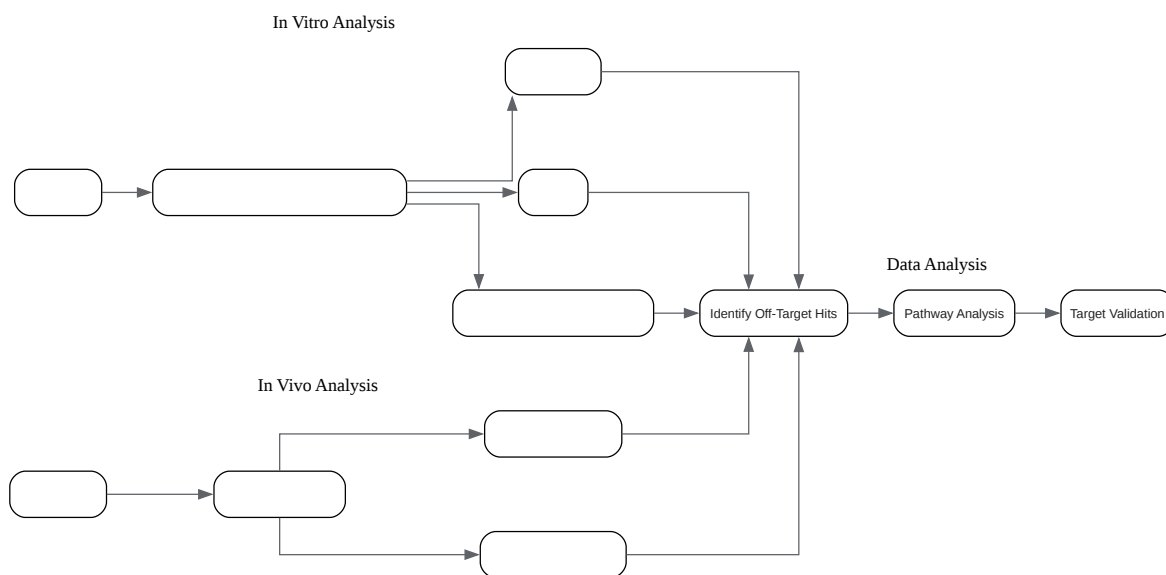 In Vitro Analysis
Data Analysis
Identify Off-Target Hits
Pathway Analysis
Target Validation
In Vivo Analysis